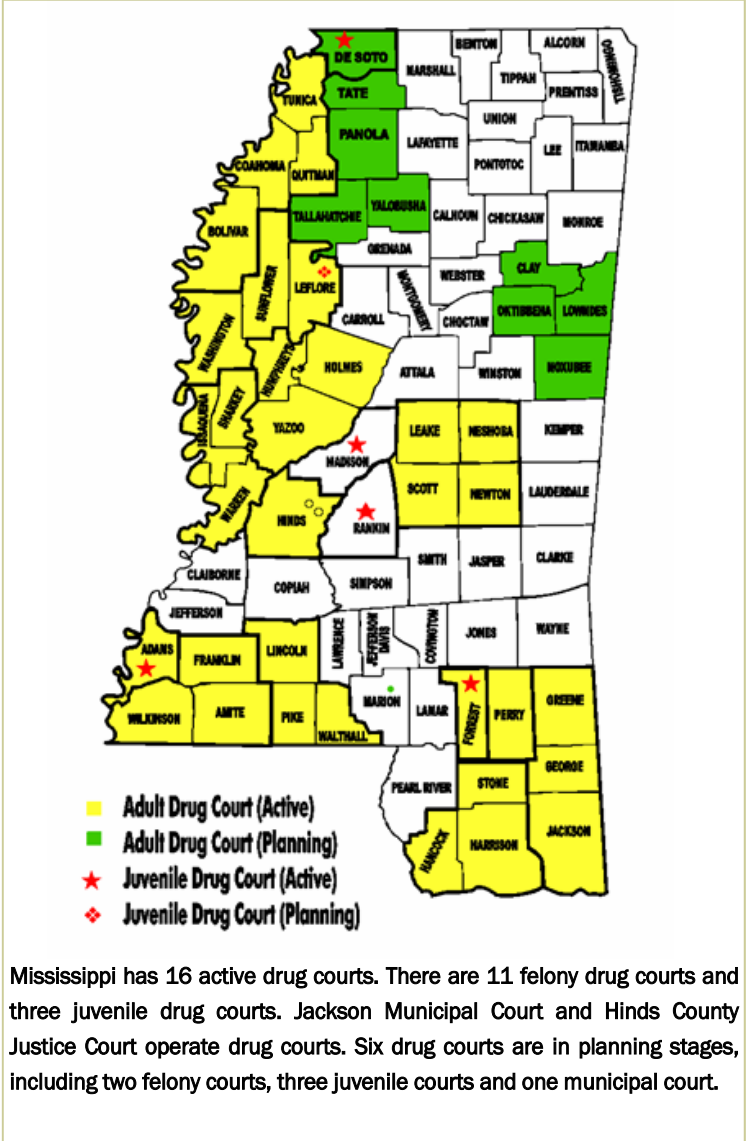 DE SOTO
BENTON
ALCORN
TISHOMINGO
MARSHALL
TIPPAH
PRENTISS
TUNICA
TATE
UNION
PANOLA
LAFAYETTE
LEE
ITAWAMBA
PONTOTOC
COAHOMA
QUITMAN
TALLAHATCHIE
YALOBUSHA
CALHOUN
CHICKASAW
MONROE
BOLIVAR
GRENADA
CLAY
WEBSTER
SUNFLOWER
LEFLORE
MONTGOMERY
OKTIBBEHA
LOWNDES
CARROLL
CHOCTAW
WASHINGTON
HUMPHREYS
HOLMES
ATTALA
WINSTON
NOXUBEE
ISSAQUENA
SHARKEY
YAZOO
LEAKE
NESHOBA
KEMPER
MADISON
SCOTT
NEWTON
LAUDERDALE
WARREN
HINDS
RANKIN
SMITH
JASPER
CLARKE
CLAIBORNE
COPIAH
SIMPSON
JEFFERSON
LAWRENCE
JEFFERSON
DAVIS
COVINGTON
JONES
WAYNE
ADANS
FRANKLIN
LINCOLN
MARION
LAMAR
FORREST
PERRY
GREENE
WILKINSON
AMITE
PIKE
WALTHALL
GEORGE
PEARL RIVER
STONE
HANCOCK
HARRISON
JACKSON
Adult Drug Court (Active)
Adult Drug Court (Planning)
Juvenile Drug Court (Active)
Juvenile Drug Court (Planning)
Mississippi has 16 active drug courts. There are 11 felony drug courts and
three juvenile drug courts. Jackson Municipal Court and Hinds County
Justice Court operate drug courts. Six drug courts are in planning stages,
including two felony courts, three juvenile courts and one municipal court.